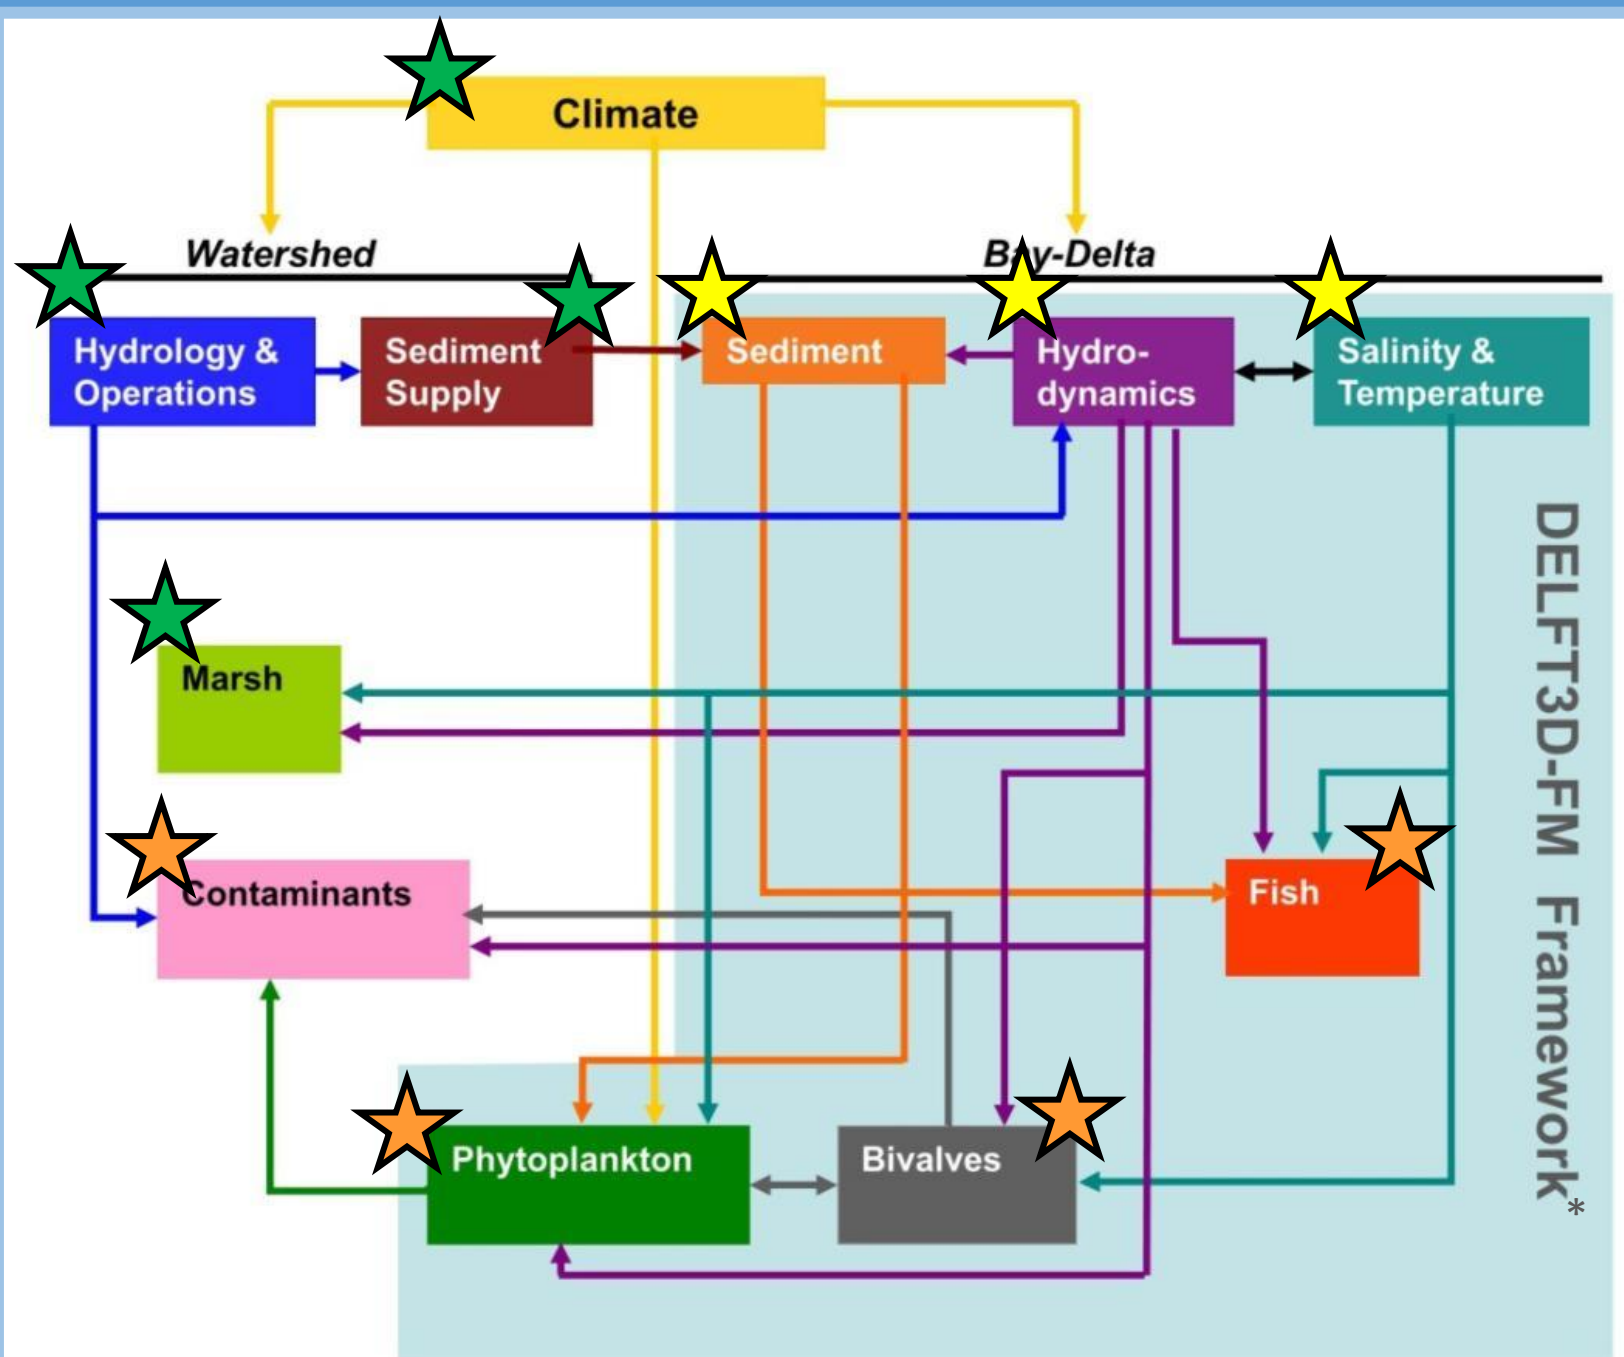 Climate
Watershed
Bay-Delta
Hydrology &
Operations
Sediment
Supply
Sediment
Hydro-
dynamics
Salinity &
Temperature
Marsh
Contaminants
Fish
Phytoplankton
Bivalves
DELFT3D-FM Framework*